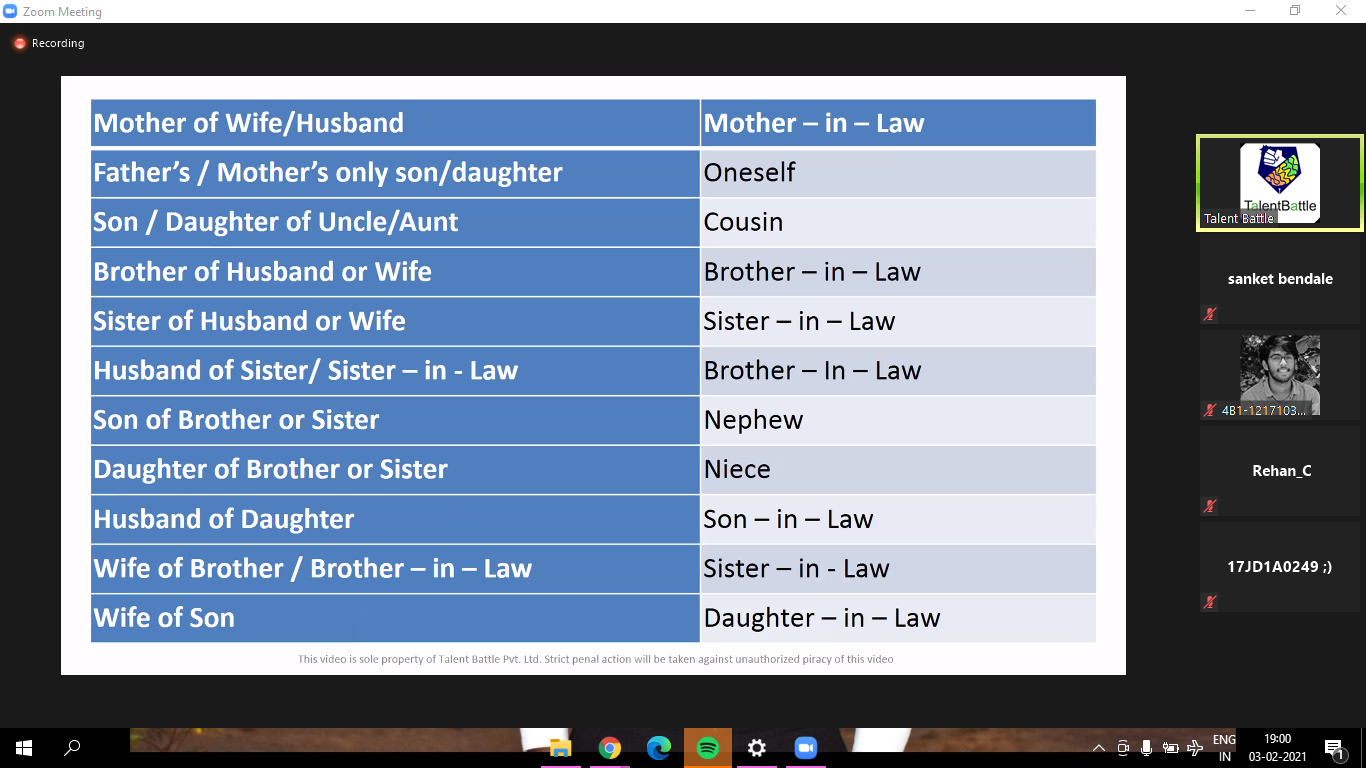 Zoom Meeting
Recording
Mother of Wife/Husband Mother – in – Law
Father's / Mother's only son/daughter Oneself
Son / Daughter of Uncle/Aunt Cousin
Brother of Husband or Wife Brother – in – Law
Sister of Husband or Wife Sister – in – Law
Husband of Sister/ Sister – in - Law Brother – In – Law
Son of Brother or Sister Nephew
Daughter of Brother or Sister Niece
Husband of Daughter Son – in – Law
Wife of Brother / Brother – in – Law Sister – in - Law
Wife of Son Daughter – in – Law
This video is sole property of Talent Battle Pvt. Ltd. Strict penal action will be taken against unauthorized piracy of this video
TalentBattle
Talent Battle
sanket bendale
4B1-1217103...
Rehan_C
17JD1A0249 ;)
ENG
IN
19:00
03-02-2021
1